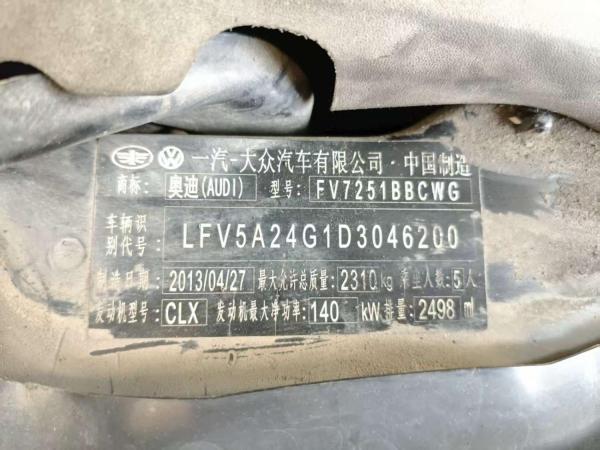 一汽-大众汽车有限公司·中国制造
商标: 奥迪(AUDI) 型号: FV7251BBCWG
车辆识
别代号: LFV5A24G1D3046200
制造日期: 2013/04/27 最大允许总质量: 2310kg 乘坐人数: 5人
发动机型号: CLX 发动机最大净功率: 140 kW 排量: 2498 ml